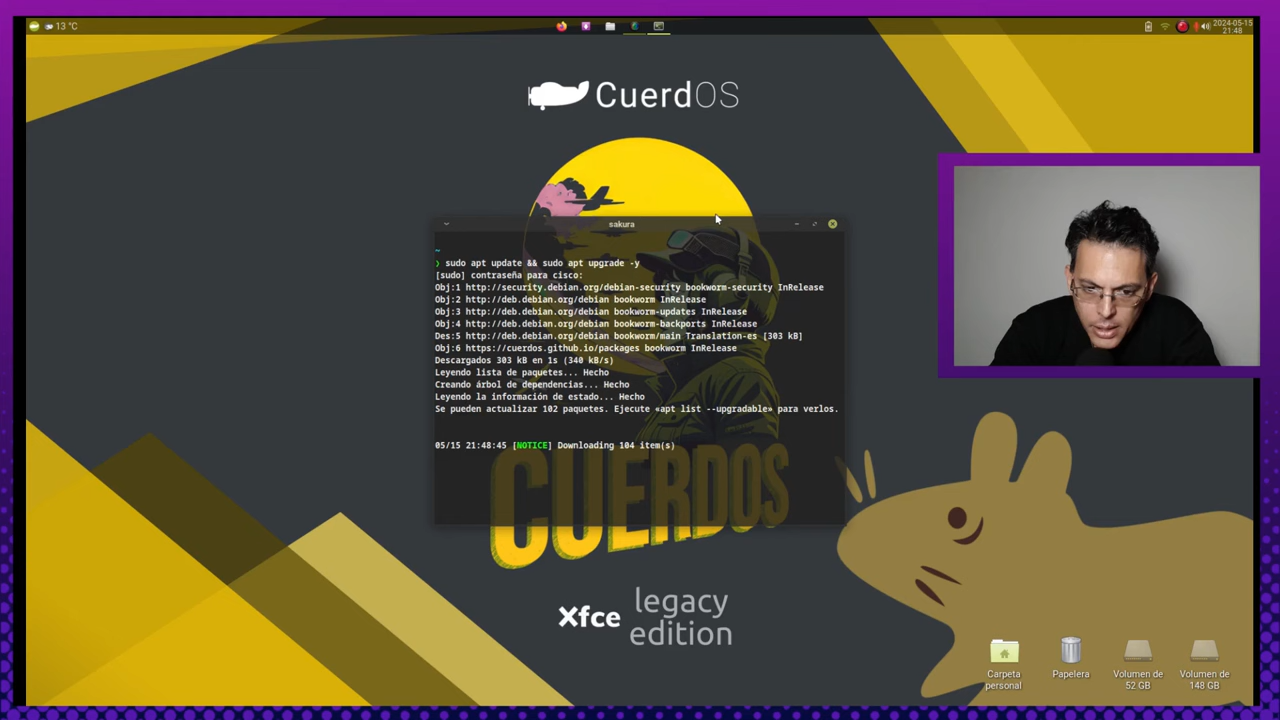 13 °C
2024-05-15
21:48
CuerdOS
sakura
~
❯ sudo apt update && sudo apt upgrade -y
[sudo] contraseña para cisco:
Obj:1 http://security.debian.org/debian-security bookworm-security InRelease
Obj:2 http://deb.debian.org/debian bookworm InRelease
Obj:3 http://deb.debian.org/debian bookworm-updates InRelease
Obj:4 http://deb.debian.org/debian bookworm-backports InRelease
Des:5 http://deb.debian.org/debian bookworm/main Translation-es [303 kB]
Obj:6 https://cuerdos.github.io/packages bookworm InRelease
Descargados 303 kB en 1s (340 kB/s)
Leyendo lista de paquetes... Hecho
Creando árbol de dependencias... Hecho
Leyendo la información de estado... Hecho
Se pueden actualizar 102 paquetes. Ejecute «apt list --upgradable» para verlos.
05/15 21:48:45 [NOTICE] Downloading 104 item(s)
CUERDOS
Xfce
legacy
edition
Carpeta
personal
Papelera
Volumen de
52 GB
Volumen de
148 GB